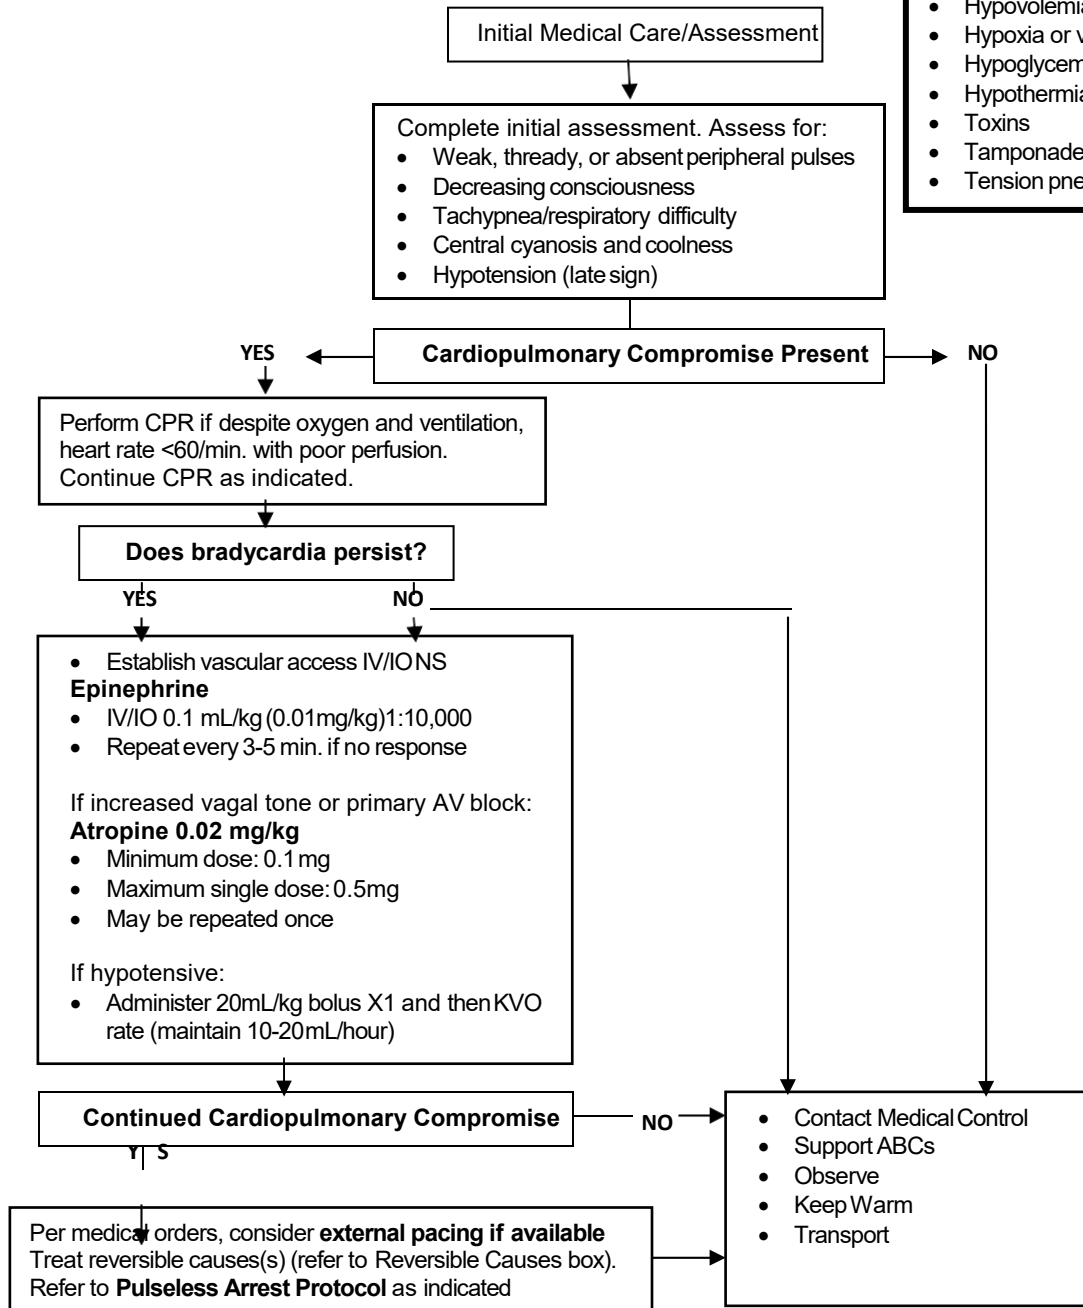 Initial Medical Care/Assessment
Hypoxia or
Toxins
Tamponade
Tension
Complete initial assessment. Assess for:
• Weak, thready, or absent peripheral pulses
• Decreasing consciousness
• Tachypnea/respiratory difficulty
• Central cyanosis and coolness
• Hypotension (late sign)
YES
Cardiopulmonary Compromise Present
NO
Perform CPR if despite oxygen and ventilation,
heart rate <60/min. with poor perfusion.
Continue CPR as indicated.
Does bradycardia persist?
YES
NO
• Establish vascular access IV/IO NS
Epinephrine
• IV/IO 0.1 mL/kg (0.01mg/kg)1:10,000
• Repeat every 3-5 min. if no response
If increased vagal tone or primary AV block:
Atropine 0.02 mg/kg
• Minimum dose: 0.1 mg
• Maximum single dose: 0.5mg
• May be repeated once
If hypotensive:
• Administer 20mL/kg bolus X1 and then KVO
rate (maintain 10-20mL/hour)
Continued Cardiopulmonary Compromise
NO
Y S
• Contact Medical Control
• Support ABCs
• Observe
• Keep Warm
• Transport
Per medical orders, consider external pacing if available
Treat reversible causes(s) (refer to Reversible Causes box).
Refer to Pulseless Arrest Protocol as indicated